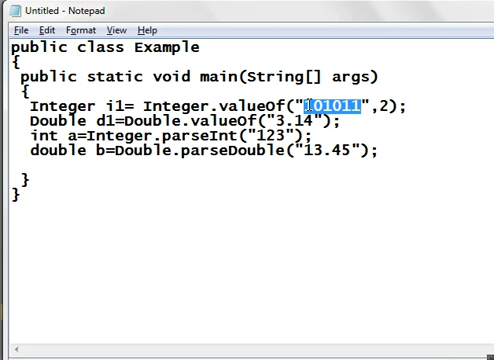 Untitled - Notepad
File Edit Format View Help
public class Example
{
public static void main(String[] args)
{
Integer i1= Integer.valueOf("101011",2);
Double d1=Double.valueOf("3.14");
int a=Integer.parseInt("123");
double b=Double.parseDouble("13.45");
}
}